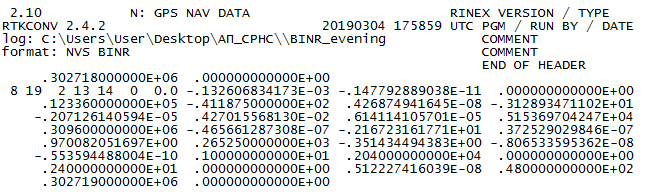 2.10 N: GPS NAV DATA RINEX VERSION / TYPE
RTKCONV 2.4.2 20190304 175859 UTC PGM / RUN BY / DATE
log: C:\Users\User\Desktop\АП_СРНС\\BINR_evening COMMENT
format: NVS BINR COMMENT
END OF HEADER
.302718000000E+06 .000000000000E+00
8 19 2 13 14 0 0.0 -.132606834173E-03 -.147792889038E-11 .000000000000E+00
.123360000000E+05 -.411875000000E+02 .426874941645E-08 -.312893471102E+01
-.207126140594E-05 .427015568130E-02 .614114105701E-05 .515369704247E+04
.309600000000E+06 -.465661287308E-07 -.216723161771E+01 .372529029846E-07
.970082051697E+00 .265250000000E+03 -.351434494383E+00 -.806533595362E-08
-.553594488004E-10 .100000000000E+01 .204000000000E+04 .000000000000E+00
.240000000000E+01 .000000000000E+00 .512227416039E-08 .480000000000E+02
.302719000000E+06 .000000000000E+00